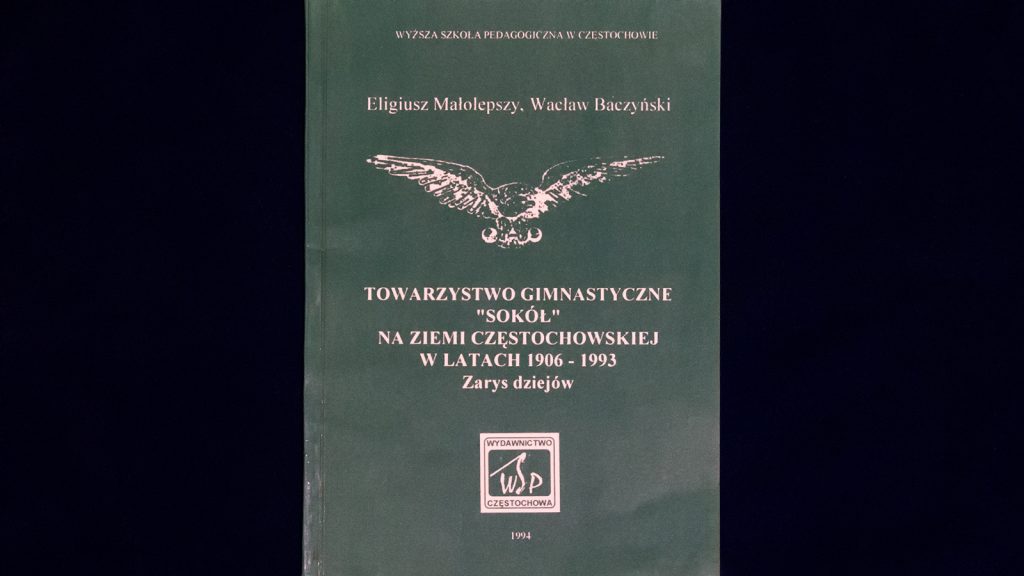 WYŻSZA SZKOŁA PEDAGOGICZNA W CZĘSTOCHOWIE
Eligiusz Małolepszy, Wacław Baczyński
TOWARZYSTWO GIMNASTYCZNE
"SOKÓŁ"
NA ZIEMI CZĘSTOCHOWSKIEJ
W LATACH 1906 - 1993
Zarys dziejów
WYDAWNICTWO
WSP
CZĘSTOCHOWA
1994